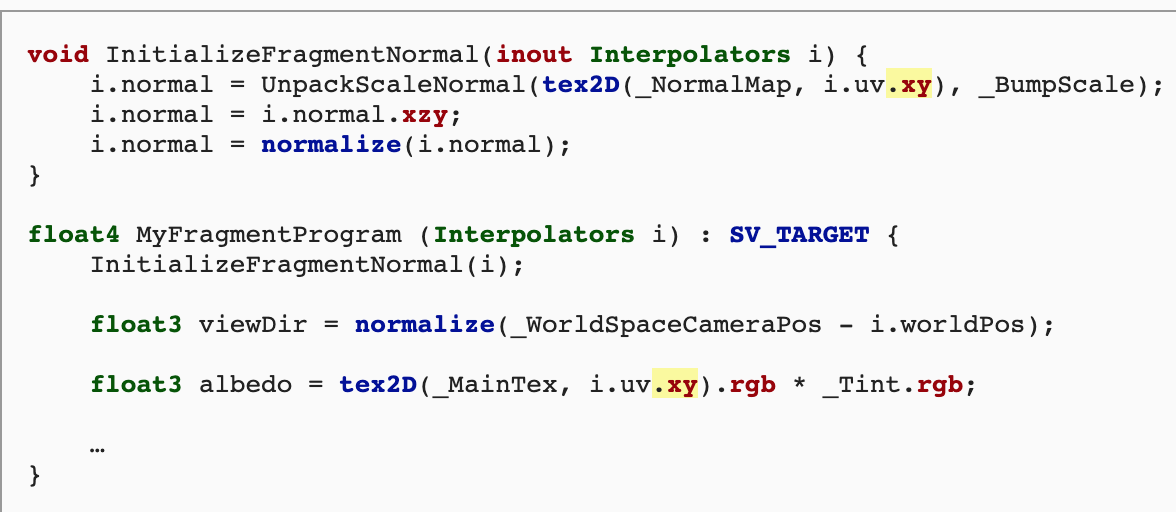 void InitializeFragmentNormal(inout Interpolators i) {
    i.normal = UnpackScaleNormal(tex2D(_NormalMap, i.uv.xy), _BumpScale);
    i.normal = i.normal.xzy;
    i.normal = normalize(i.normal);
}

float4 MyFragmentProgram (Interpolators i) : SV_TARGET {
    InitializeFragmentNormal(i);

    float3 viewDir = normalize(_WorldSpaceCameraPos - i.worldPos);

    float3 albedo = tex2D(_MainTex, i.uv.xy).rgb * _Tint.rgb;

    …
}